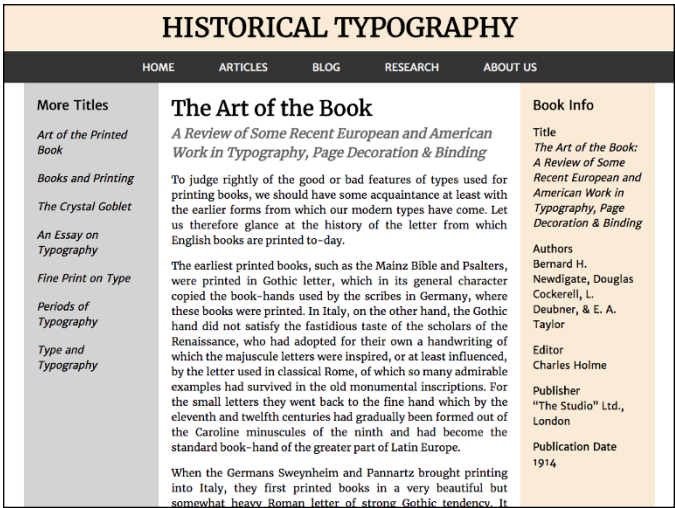 HISTORICAL TYPOGRAPHY
HOME ARTICLES BLOG RESEARCH ABOUT US
More Titles
Art of the Printed
Book
Books and Printing
The Crystal Goblet
An Essay on
Typography
Fine Print on Type
Periods of
Typography
Type and
Typography
The Art of the Book
A Review of Some Recent European and American
Work in Typography, Page Decoration & Binding
To judge rightly of the good or bad features of types used for
printing books, we should have some acquaintance at least with
the earlier forms from which our modern types have come. Let
us therefore glance at the history of the letter from which
English books are printed to-day.
The earliest printed books, such as the Mainz Bible and Psalters,
were printed in Gothic letter, which in its general character
copied the book-hands used by the scribes in Germany, where
these books were printed. In Italy, on the other hand, the Gothic
hand did not satisfy the fastidious taste of the scholars of the
Renaissance, who had adopted for their own a handwriting of
which the majuscule letters were inspired, or at least influenced,
by the letter used in classical Rome, of which so many admirable
examples had survived in the old monumental inscriptions. For
the small letters they went back to the fine hand which by the
eleventh and twelfth centuries had gradually been formed out of
the Caroline minuscules of the ninth and had become the
standard book-hand of the greater part of Latin Europe.
When the Germans Sweynheim and Pannartz brought printing
into Italy, they first printed books in a very beautiful but
somewhat heavy Roman letter of strong Gothic tendency. It
Book Info
Title
The Art of the Book:
A Review of Some
Recent European and
American Work in
Typography, Page
Decoration & Binding
Authors
Bernard H.
Newdigate, Douglas
Cockerell, L.
Deubner, & E. A.
Taylor
Editor
Charles Holme
Publisher
“The Studio” Ltd.,
London
Publication Date
1914